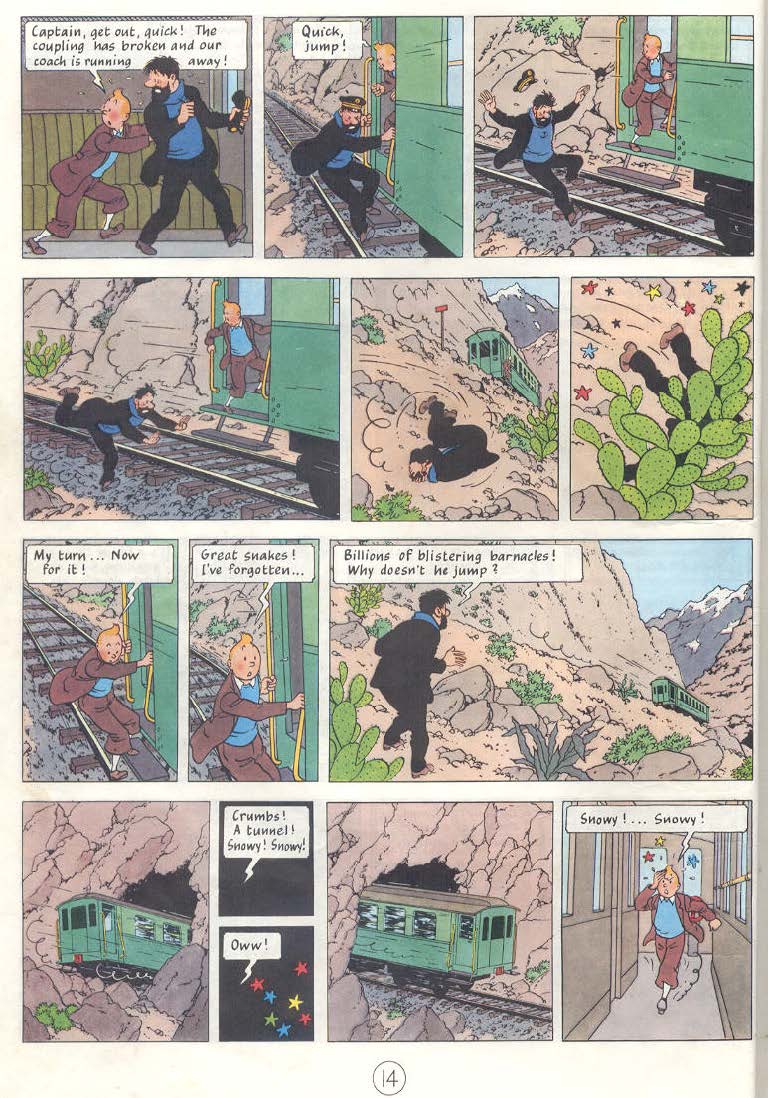 Captain, get out, quick! The
coupling has broken and our
coach is running away!
Quick,
jump!
My turn... Now
for it!
Great snakes!
I've forgotten...
Billions of blistering barnacles!
Why doesn't he jump?
Crumbs!
A tunnel!
Snowy! Snowy!
Oww!
Snowy!... Snowy!
14